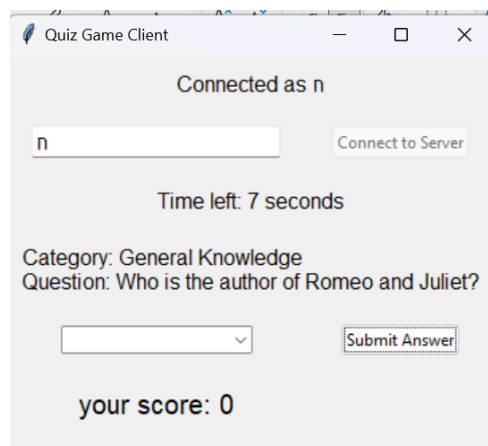 Quiz Game Client
Connected as n
n
Connect to Server
Time left: 7 seconds
Category: General Knowledge
Question: Who is the author of Romeo and Juliet?
Submit Answer
your score: 0